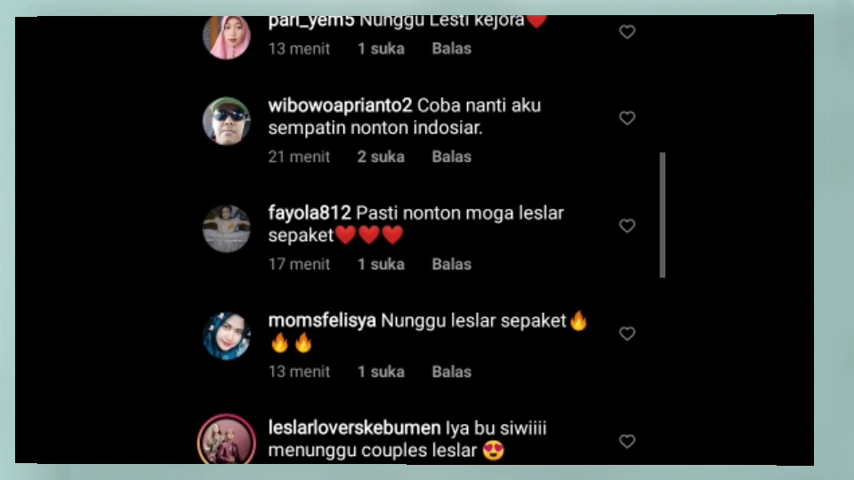 pari_yem5 Nunggu Lesti kejora❤️
13 menit 1 suka Balas
wibowoaprianto2 Coba nanti aku
sempatin nonton indosiar.
21 menit 2 suka Balas
fayola812 Pasti nonton moga leslar
sepaket❤️❤️❤️
17 menit 1 suka Balas
momsfelisya Nunggu leslar sepaket🔥
🔥🔥
13 menit 1 suka Balas
leslarloverskebumen Iya bu siwiiii
menunggu couples leslar 😍